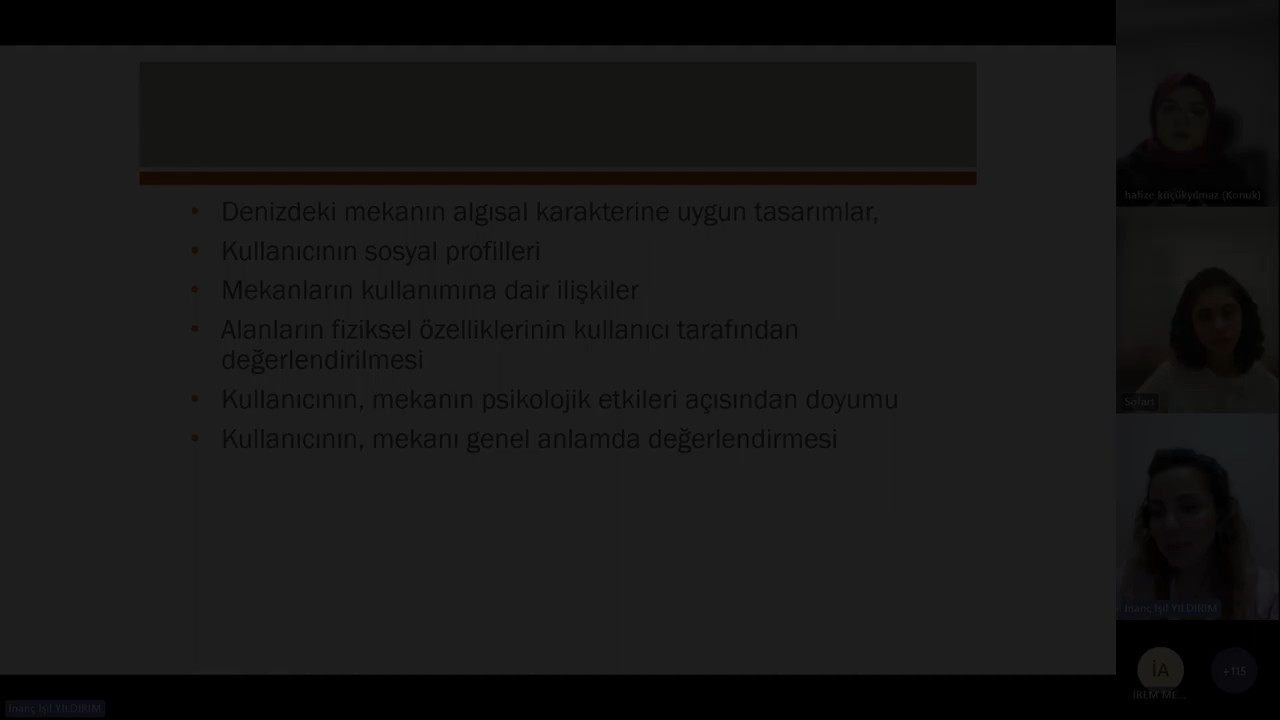 Denizdeki mekanın algısal karakterine uygun tasarımlar,
Kullanıcının sosyal profilleri
Mekanların kullanımına dair ilişkiler
Alanların fiziksel özelliklerinin kullanıcı tarafından
değerlendirilmesi
Kullanıcının, mekanın psikolojik etkileri açısından doyumu
Kullanıcının, mekanı genel anlamda değerlendirmesi
hafize küçükyılmaz (Konuk)
İnanç Işıl YILDIRIM
İA
+115
İREM ME...
İnanç Işıl YILDIRIM